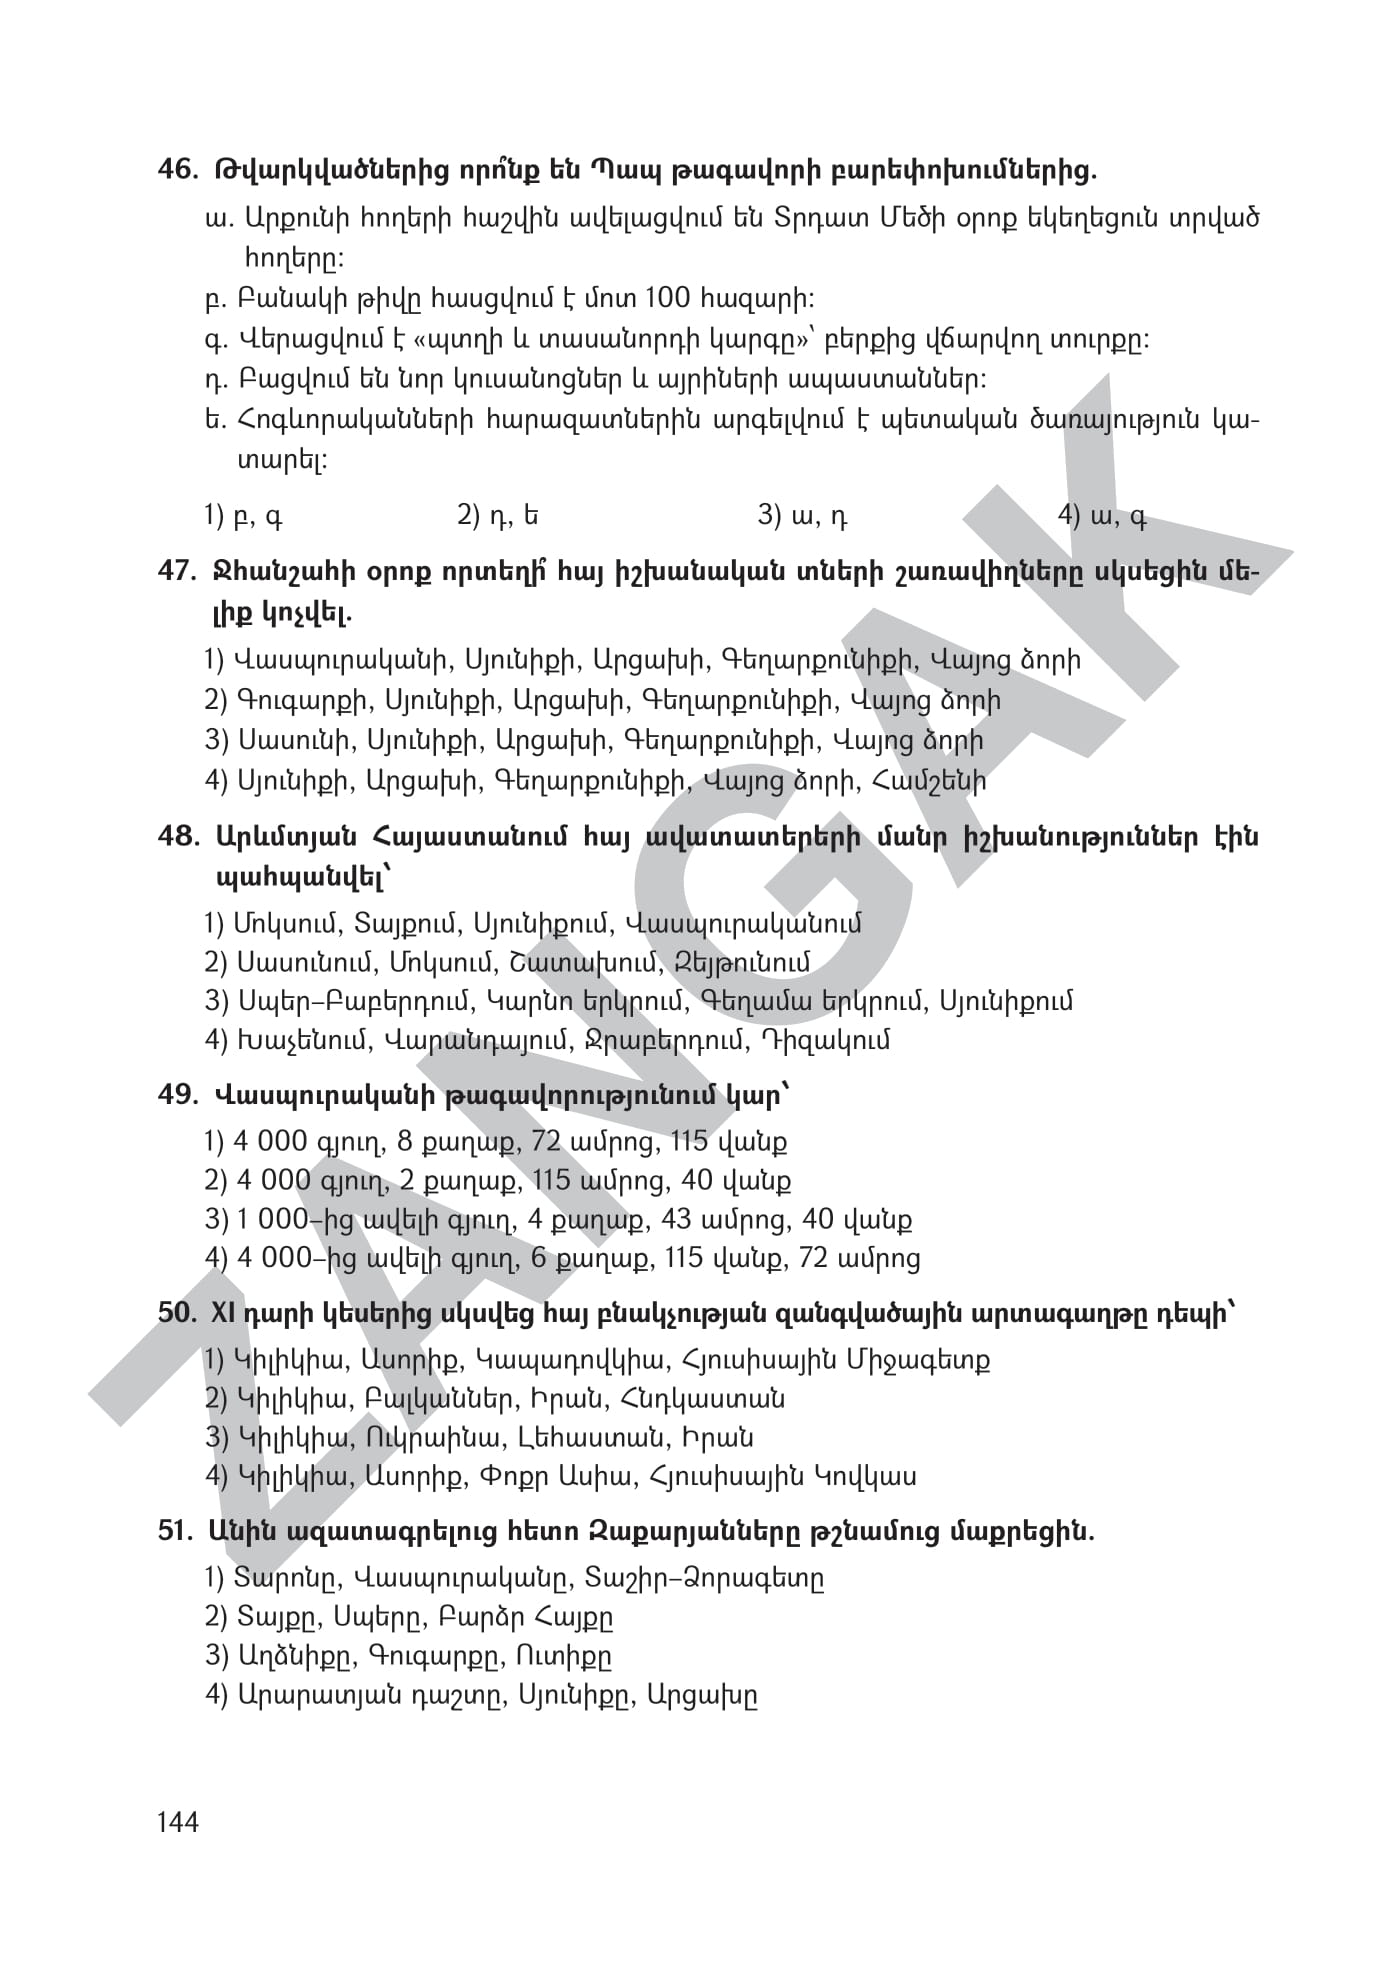 46. Թվարկվածներից որո՞նք են Պապ թագավորի բարեփոխումներից.
ա. Արքունի հողերի հաշվին ավելացվում են Տրդատ Մեծի օրոք եկեղեցուն տրված
հողերը:
բ. Բանակի թիվը հասցվում է մոտ 100 հազարի:
գ. Վերացվում է «պտղի և տասանորդի կարգը»՝ բերքից վճարվող տուրքը:
դ. Բացվում են նոր կուսանոցներ և այրիների ապաստաններ:
ե. Հոգևորականների հարազատներին արգելվում է պետական ծառայություն կա-
տարել:
1) բ, գ 2) դ, ե 3) ա, դ 4) ա, գ
47. Ջհանշահի օրոք որտեղի՞ հայ իշխանական տների շառավիղները սկսեցին մե-
լիք կոչվել.
1) Վասպուրականի, Սյունիքի, Արցախի, Գեղարքունիքի, Վայոց ձորի
2) Գուգարքի, Սյունիքի, Արցախի, Գեղարքունիքի, Վայոց ձորի
3) Սասունի, Սյունիքի, Արցախի, Գեղարքունիքի, Վայոց ձորի
4) Սյունիքի, Արցախի, Գեղարքունիքի, Վայոց ձորի, Համշենի
48. Արևմտյան Հայաստանում հայ ավատատերերի մանր իշխանություններ էին
պահպանվել՝
1) Մոկսում, Տայքում, Սյունիքում, Վասպուրականում
2) Սասունում, Մոկսում, Շատախում, Զեյթունում
3) Սպեր–Բաբերդում, Կարնո երկրում, Գեղամա երկրում, Սյունիքում
4) Խաչենում, Վարանդայում, Ջրաբերդում, Դիզակում
49. Վասպուրականի թագավորությունում կար՝
1) 4 000 գյուղ, 8 քաղաք, 72 ամրոց, 115 վանք
2) 4 000 գյուղ, 2 քաղաք, 115 ամրոց, 40 վանք
3) 1 000–ից ավելի գյուղ, 4 քաղաք, 43 ամրոց, 40 վանք
4) 4 000–ից ավելի գյուղ, 6 քաղաք, 115 վանք, 72 ամրոց
50. XI դարի կեսերից սկսվեց հայ բնակչության զանգվածային արտագաղթը դեպի՝
1) Կիլիկիա, Ասորիք, Կապադովկիա, Հյուսիսային Միջագետք
2) Կիլիկիա, Բալկաններ, Իրան, Հնդկաստան
3) Կիլիկիա, Ուկրաինա, Լեհաստան, Իրան
4) Կիլիկիա, Ասորիք, Փոքր Ասիա, Հյուսիսային Կովկաս
51. Անին ազատագրելուց հետո Զաքարյանները թշնամուց մաքրեցին.
1) Տարոնը, Վասպուրականը, Տաշիր–Ձորագետը
2) Տայքը, Սպերը, Բարձր Հայքը
3) Աղձնիքը, Գուգարքը, Ուտիքը
4) Արարատյան դաշտը, Սյունիքը, Արցախը
144
ZANGAK